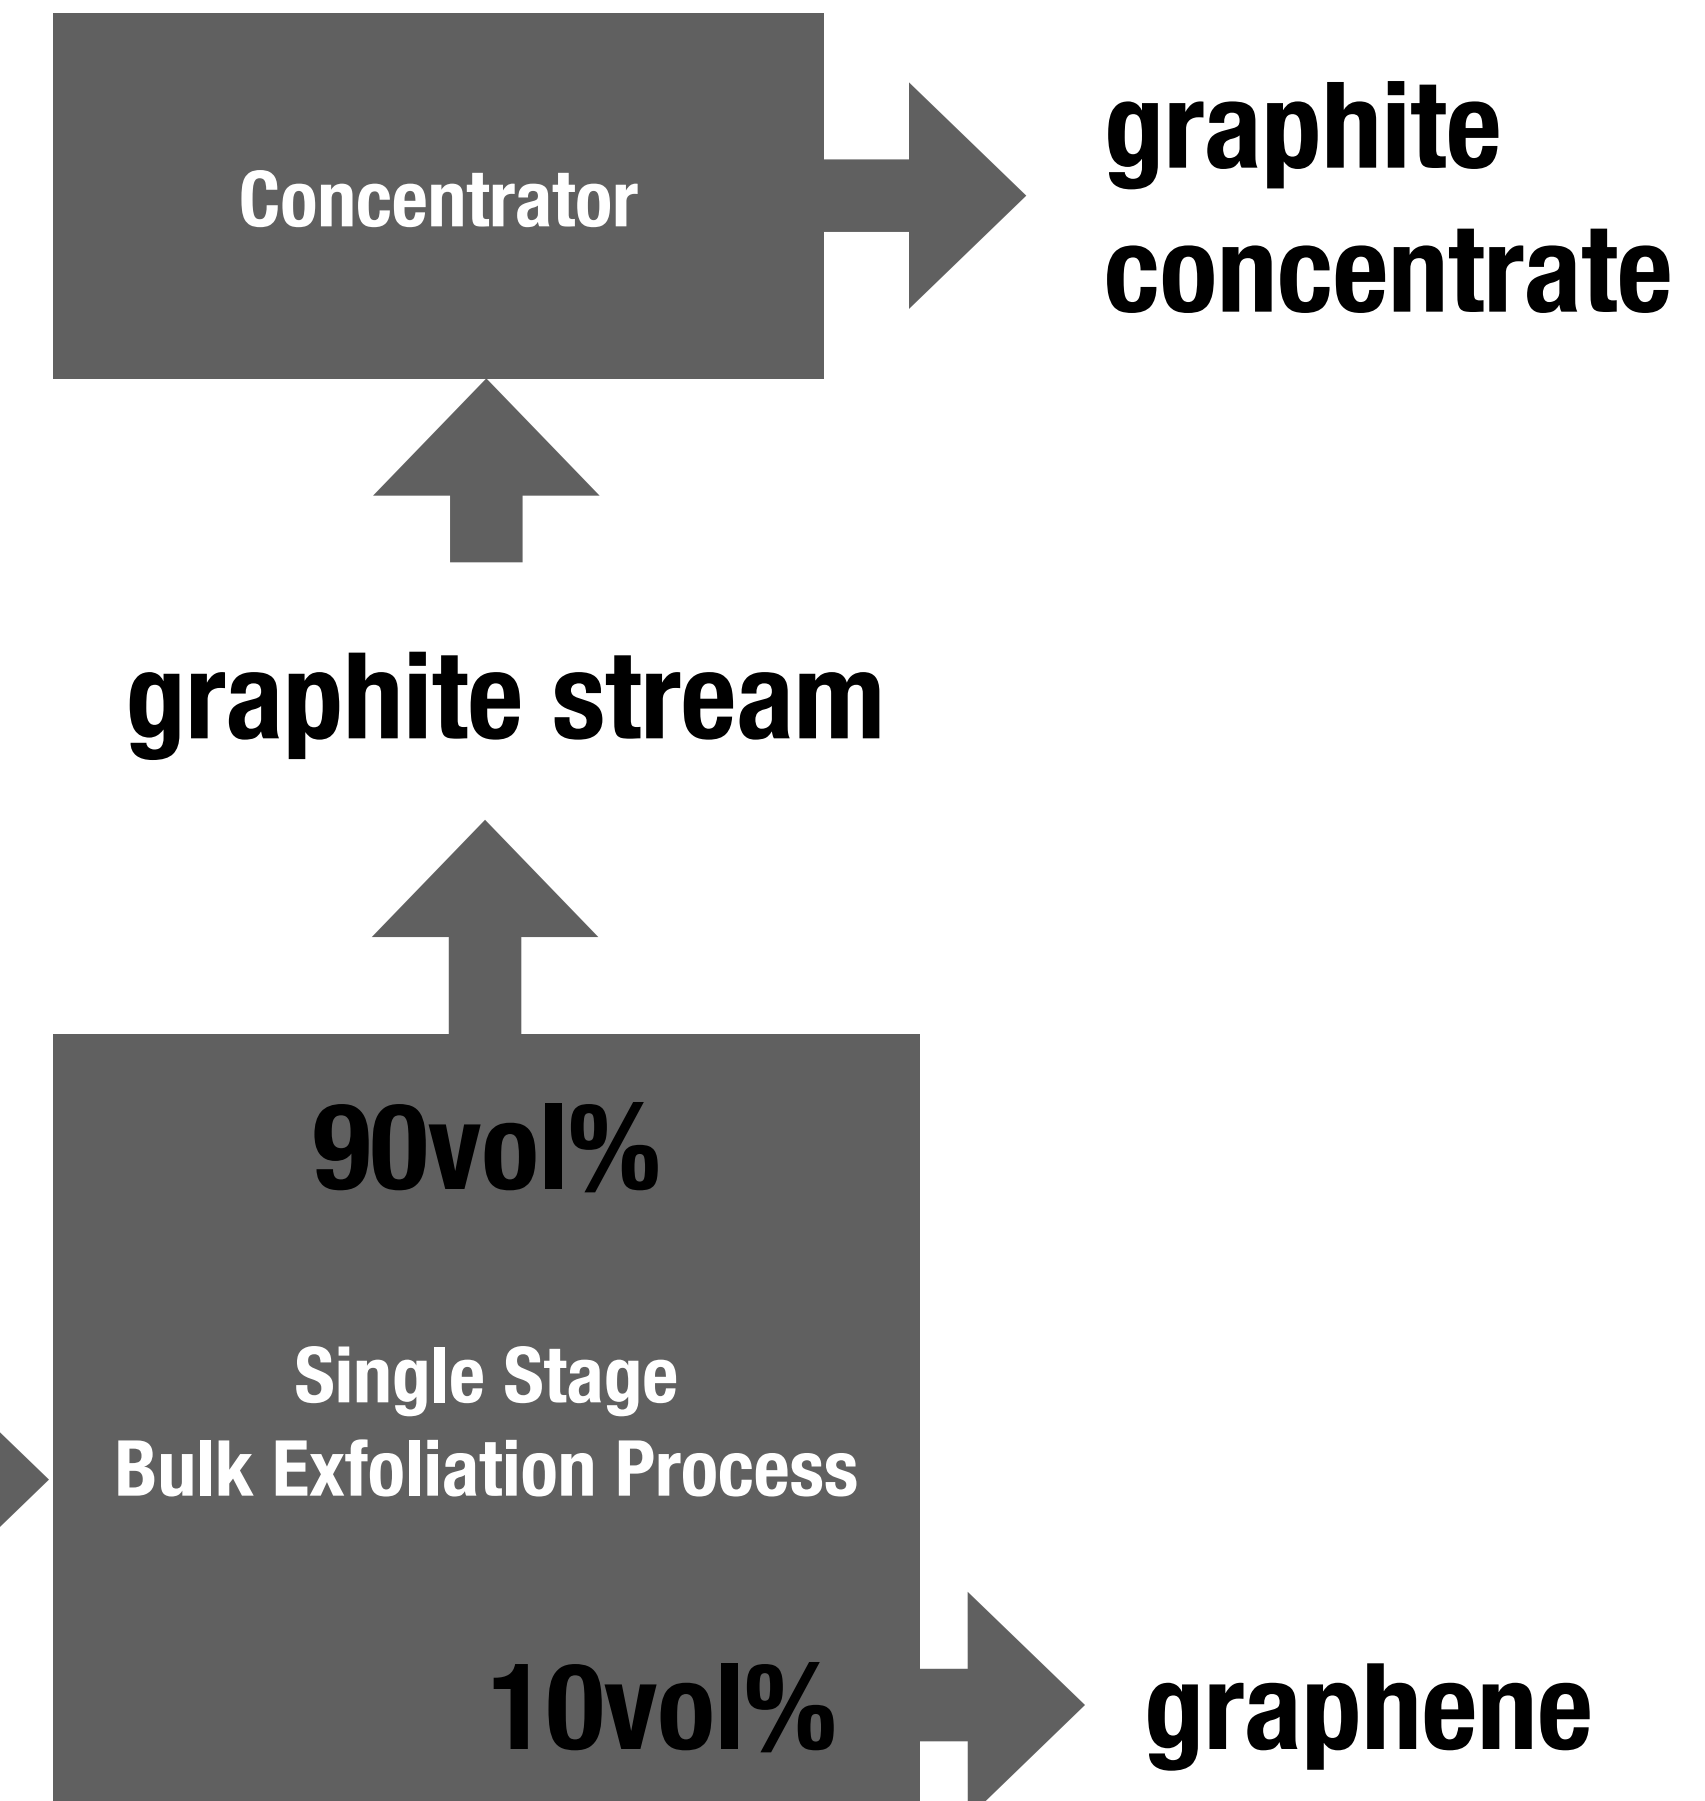 Concentrator
graphite
concentrate
graphite stream
90vol%
Single Stage
Bulk Exfoliation Process
10vol%
graphene